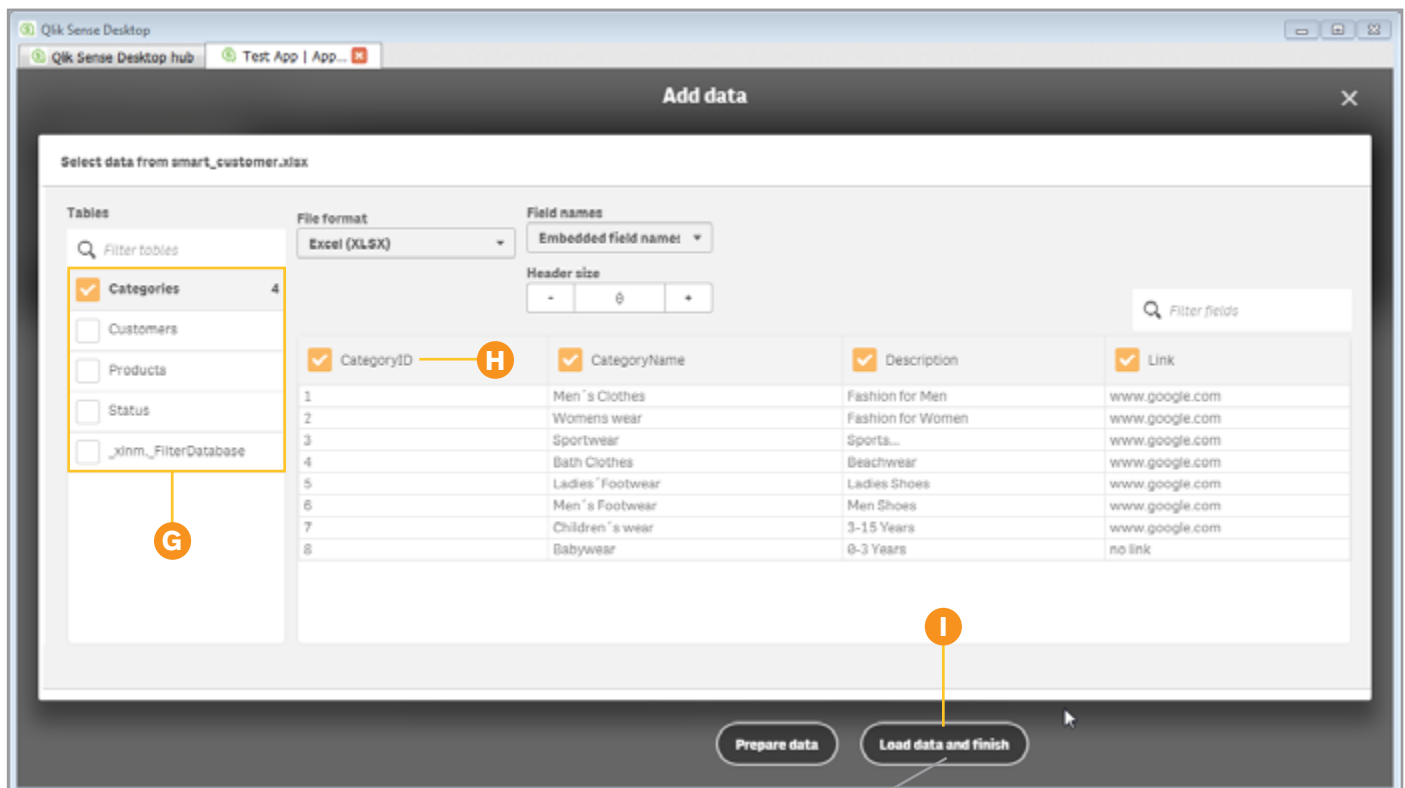 Qlik Sense Desktop
Qlik Sense Desktop hub
Test App | App...
Add data
Select data from smart_customer.xlsx
Tables
Filter tables
Categories 4
Customers
Products
Status
_xlnm._FilterDatabase
G
File format
Excel (XLSX)
Field names
Embedded field name:
Header size
- 0 +
Filter fields
CategoryID H CategoryName Description Link
1 Men´s Clothes Fashion for Men www.google.com
2 Womens wear Fashion for Women www.google.com
3 Sportwear Sports... www.google.com
4 Bath Clothes Beachwear www.google.com
5 Ladies´Footwear Ladies Shoes www.google.com
6 Men´s Footwear Men Shoes www.google.com
7 Children´s wear 3-15 Years www.google.com
8 Babywear 0-3 Years no link
I
Prepare data
Load data and finish